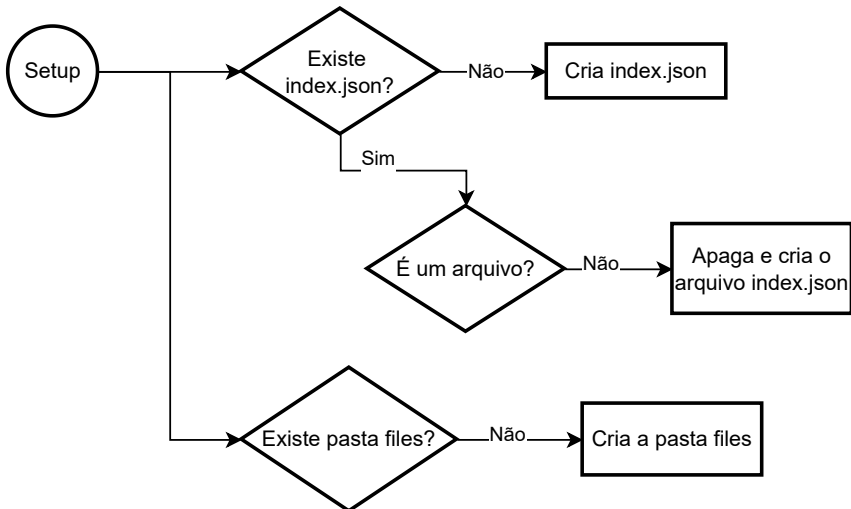 Setup
Existe
index.json?
Não
Cria index.json
Sim
É um arquivo?
Não
Apaga e cria o
arquivo index.json
Existe pasta files?
Não
Cria a pasta files